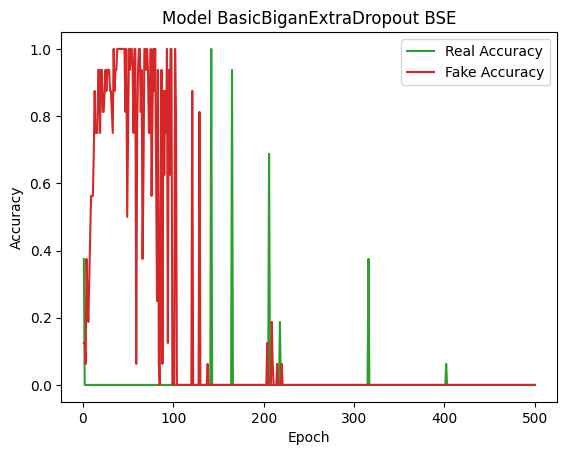 Model BasicBiganExtraDropout BSE
Real Accuracy
Fake Accuracy
1.0
0.8
0.6
0.4
0.2
0.0
Accuracy
0
100
200
300
400
500
Epoch